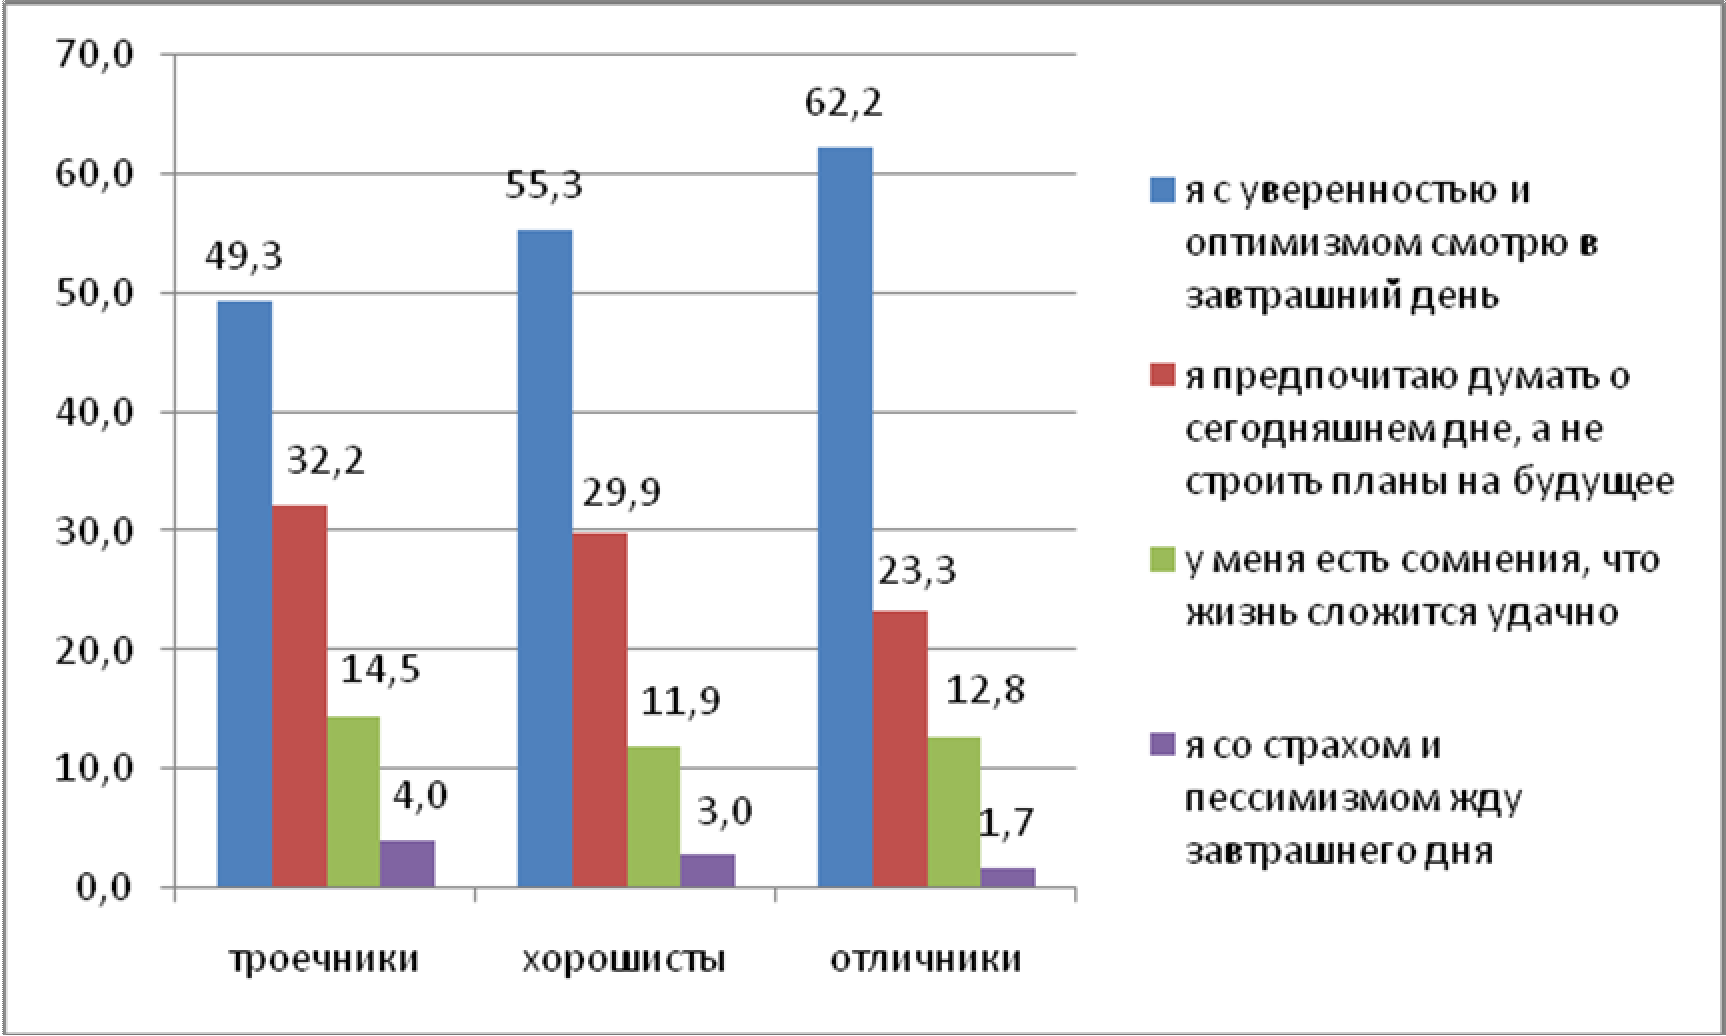 70,0
60,0
50,0
40,0
30,0
20,0
10,0
0,0
49,3
32,2
14,5
4,0
55,3
29,9
11,9
3,0
62,2
23,3
12,8
1,7
троечники
хорошисты
отличники
я с уверенностью и
оптимизмом смотрю в
завтрашний день
я предпочитаю думать о
сегодняшнем дне, а не
строить планы на будущее
у меня есть сомнения, что
жизнь сложится удачно
я со страхом и
пессимизмом жду
завтрашнего дня